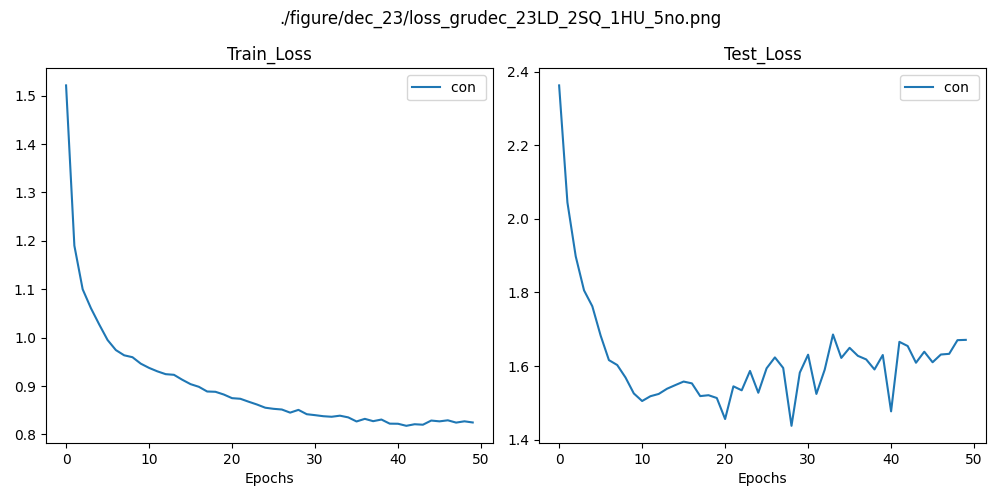 ./figure/dec_23/loss_grudec_23LD_2SQ_1HU_5no.png
Train_Loss
con
1.5
1.4
1.3
1.2
1.1
1.0
0.9
0.8
0 10 20 30 40 50
Epochs
Test_Loss
con
2.4
2.2
2.0
1.8
1.6
1.4
0 10 20 30 40 50
Epochs